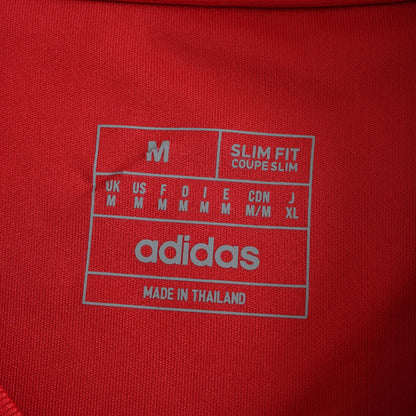 M
SLIM FIT
COUPE SLIM
UK US F D I E CDN J
M M M M M M M/M XL
adidas
MADE IN THAILAND